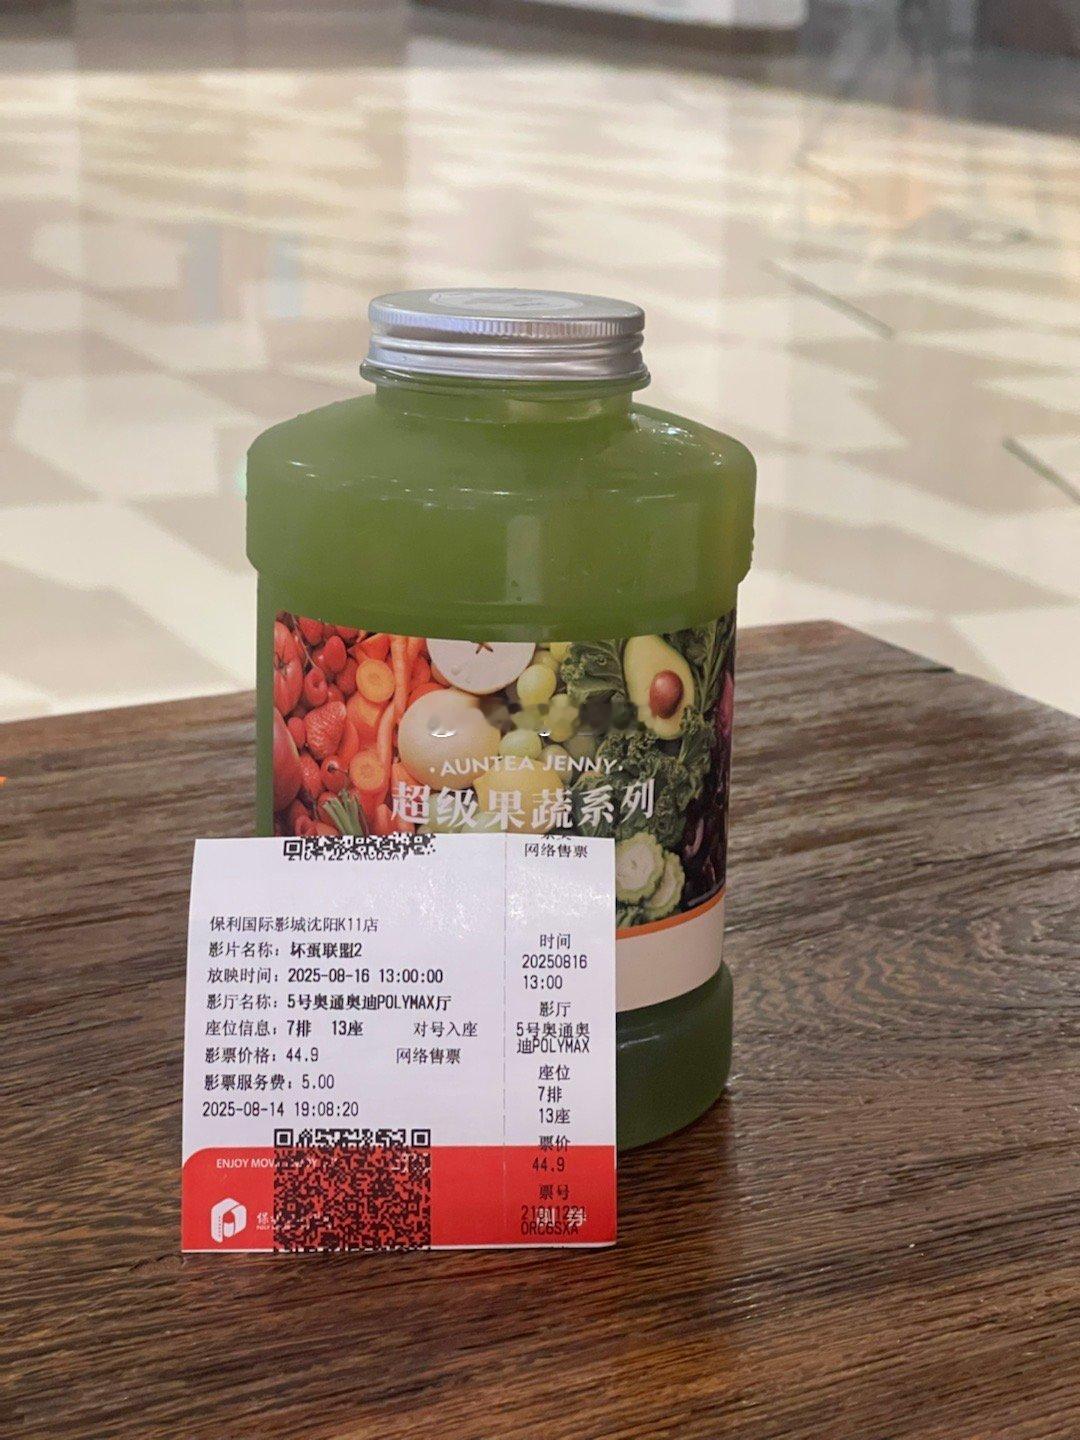 ·AUNTEA JENNY·
超级果蔬系列
保利国际影城沈阳K11店
影片名称：坏蛋联盟2
放映时间：2025-08-16 13:00:00
影厅名称：5号奥通奥迪POLYMAX厅
座位信息：7排 13座 对号入座
影票价格：44.9 网络售票
影票服务费：5.00
2025-08-14 19:08:20
ENJOY
网络售票
时间
20250816
13:00
影厅
5号奥通奥
迪POLYMAX
座位
7排
13座
票价
44.9
票号